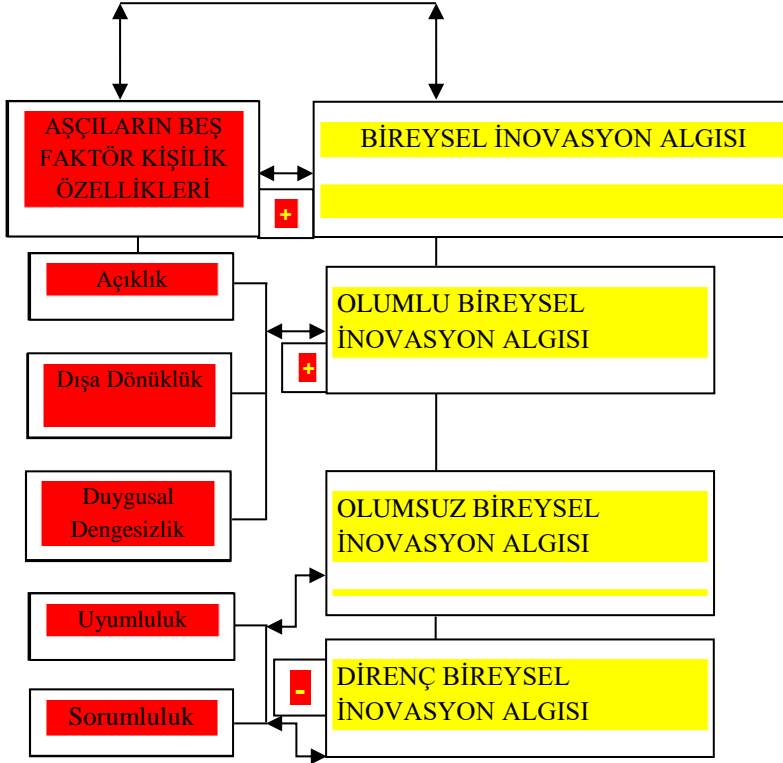 AŞÇILARIN BEŞ
FAKTÖR KİŞİLİK
ÖZELLİKLERİ
BİREYSEL İNOVASYON ALGISI
+
Açıklık
OLUMLU BİREYSEL
İNOVASYON ALGISI
+
Dışa Dönüklük
Duygusal
Dengesizlik
OLUMSUZ BİREYSEL
İNOVASYON ALGISI
Uyumluluk
-
DİRENÇ BİREYSEL
İNOVASYON ALGISI
Sorumluluk